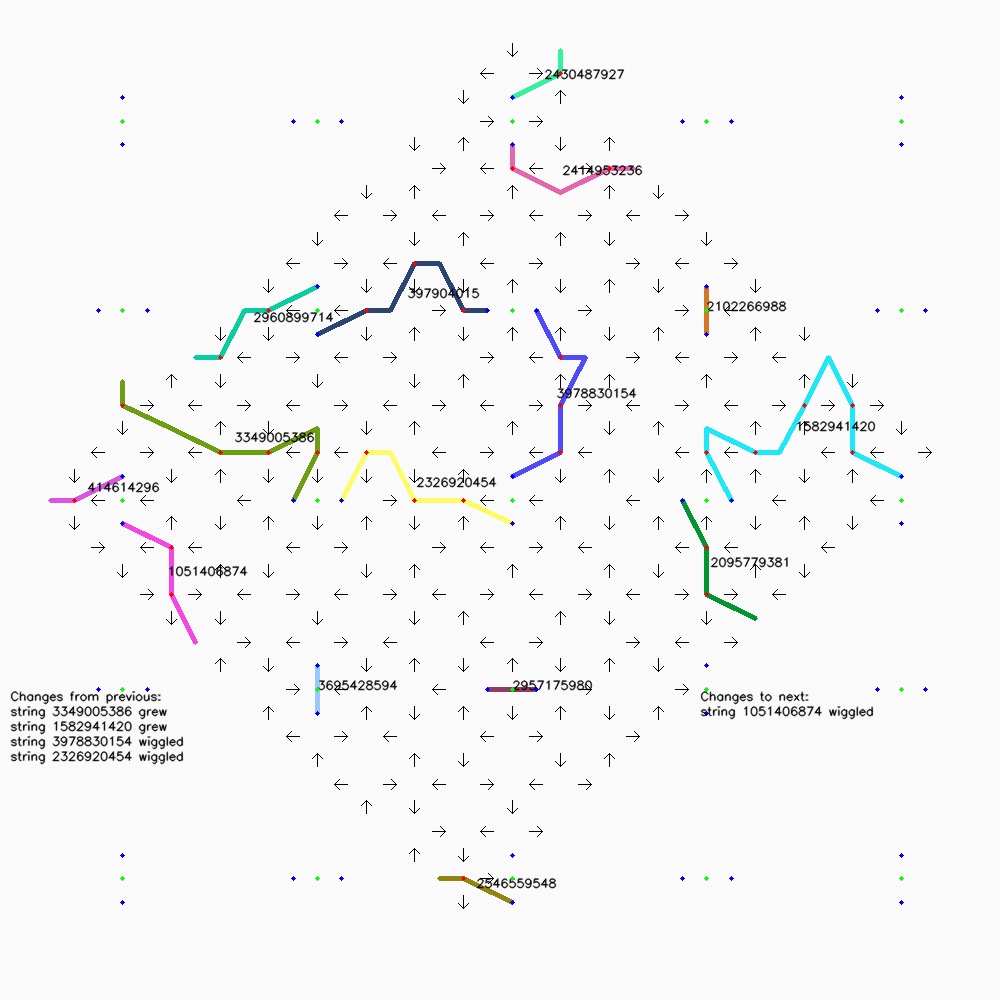 2430487927
2414953236
397904015
2102266988
2960899714
3978830154
1582941420
3349005386
2326920454
414614296
2095779381
1051406874
3695428594
2957175980
Changes from previous:
string 3349005386 grew
string 1582941420 grew
string 3978830154 wiggled
string 2326920454 wiggled
Changes to next:
string 1051406874 wiggled
2546559548